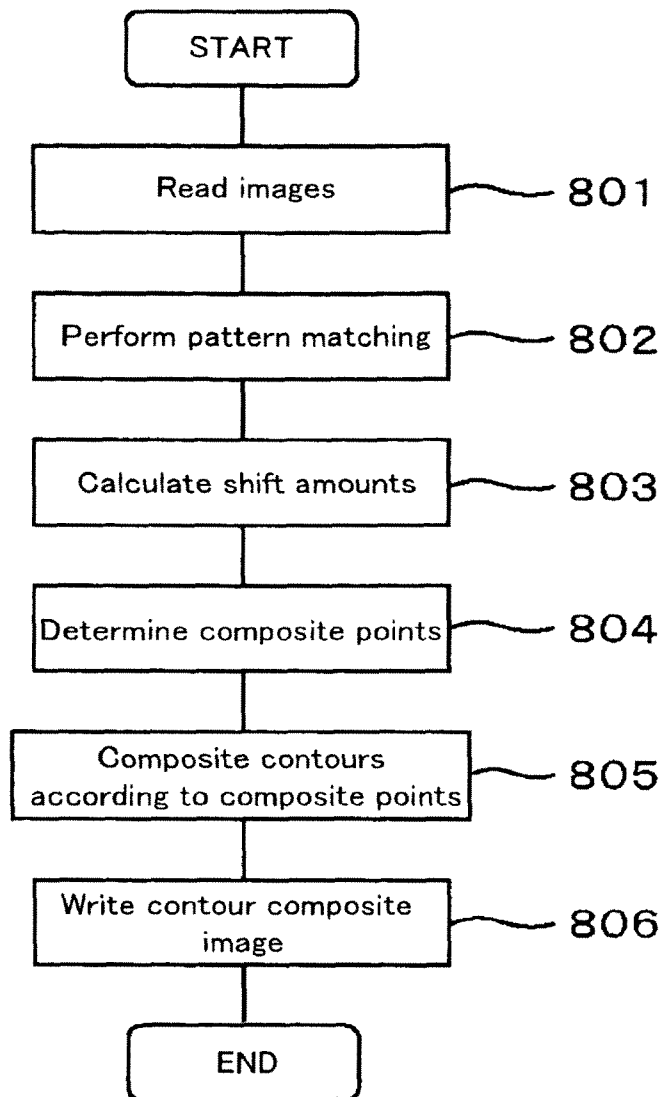 START
Read images
801
Perform pattern matching
802
Calculate shift amounts
803
Determine composite points
804
Composite contours
according to composite points
805
Write contour composite
image
806
END